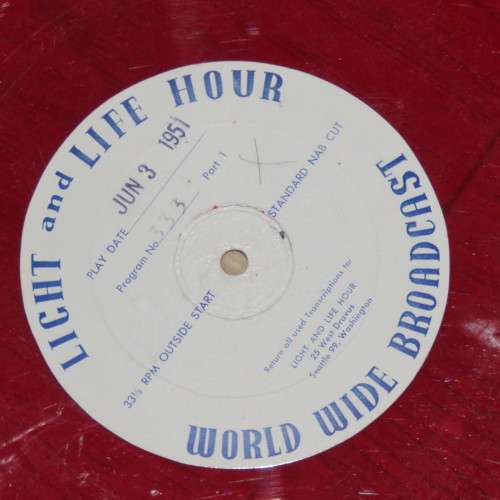 LIGHT and LIFE HOUR
PLAY DATE JUN 3 1951
Program No. 333 Part 1
33⅓ RPM OUTSIDE START
STANDARD NAB CUT
Return all used Transcriptions to:
LIGHT AND LIFE HOUR
25 West Dravus
Seattle 99, Washington
WORLD WIDE BROADCAST